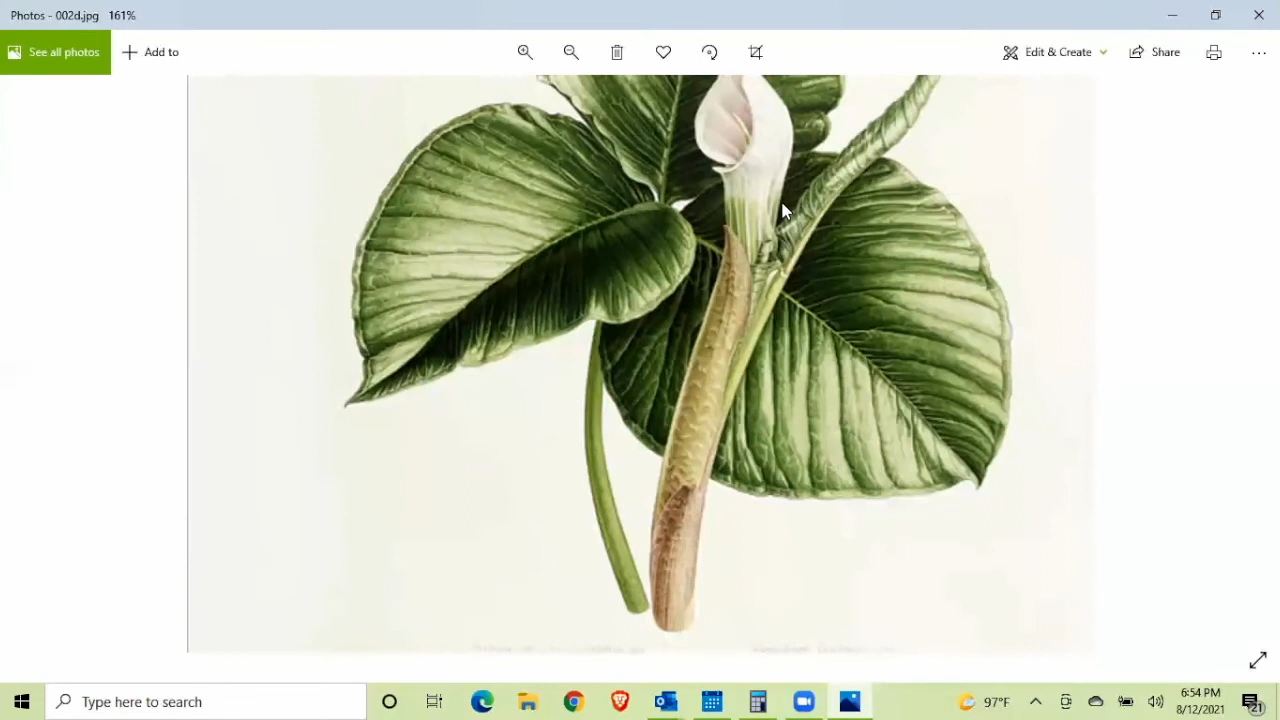 Photos - 002d.jpg 161%
See all photos
Add to
Edit & Create
Share
Type here to search
97°F
6:54 PM
8/12/2021
21